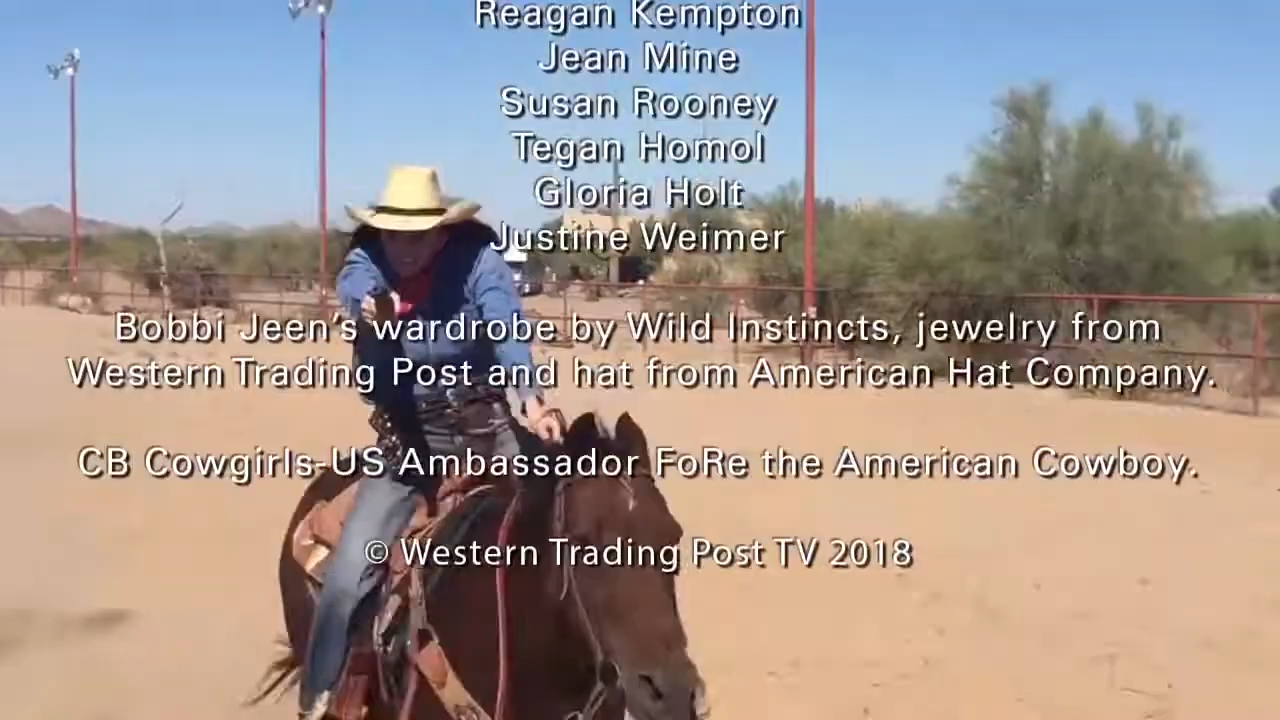 Reagan Kempton
Jean Mine
Susan Rooney
Tegan Homol
Gloria Holt
Justine Weimer
Bobbi Jeen's wardrobe by Wild Instincts, jewelry from
Western Trading Post and hat from American Hat Company.
CB Cowgirls-US Ambassador FoRe the American Cowboy.
© Western Trading Post TV 2018